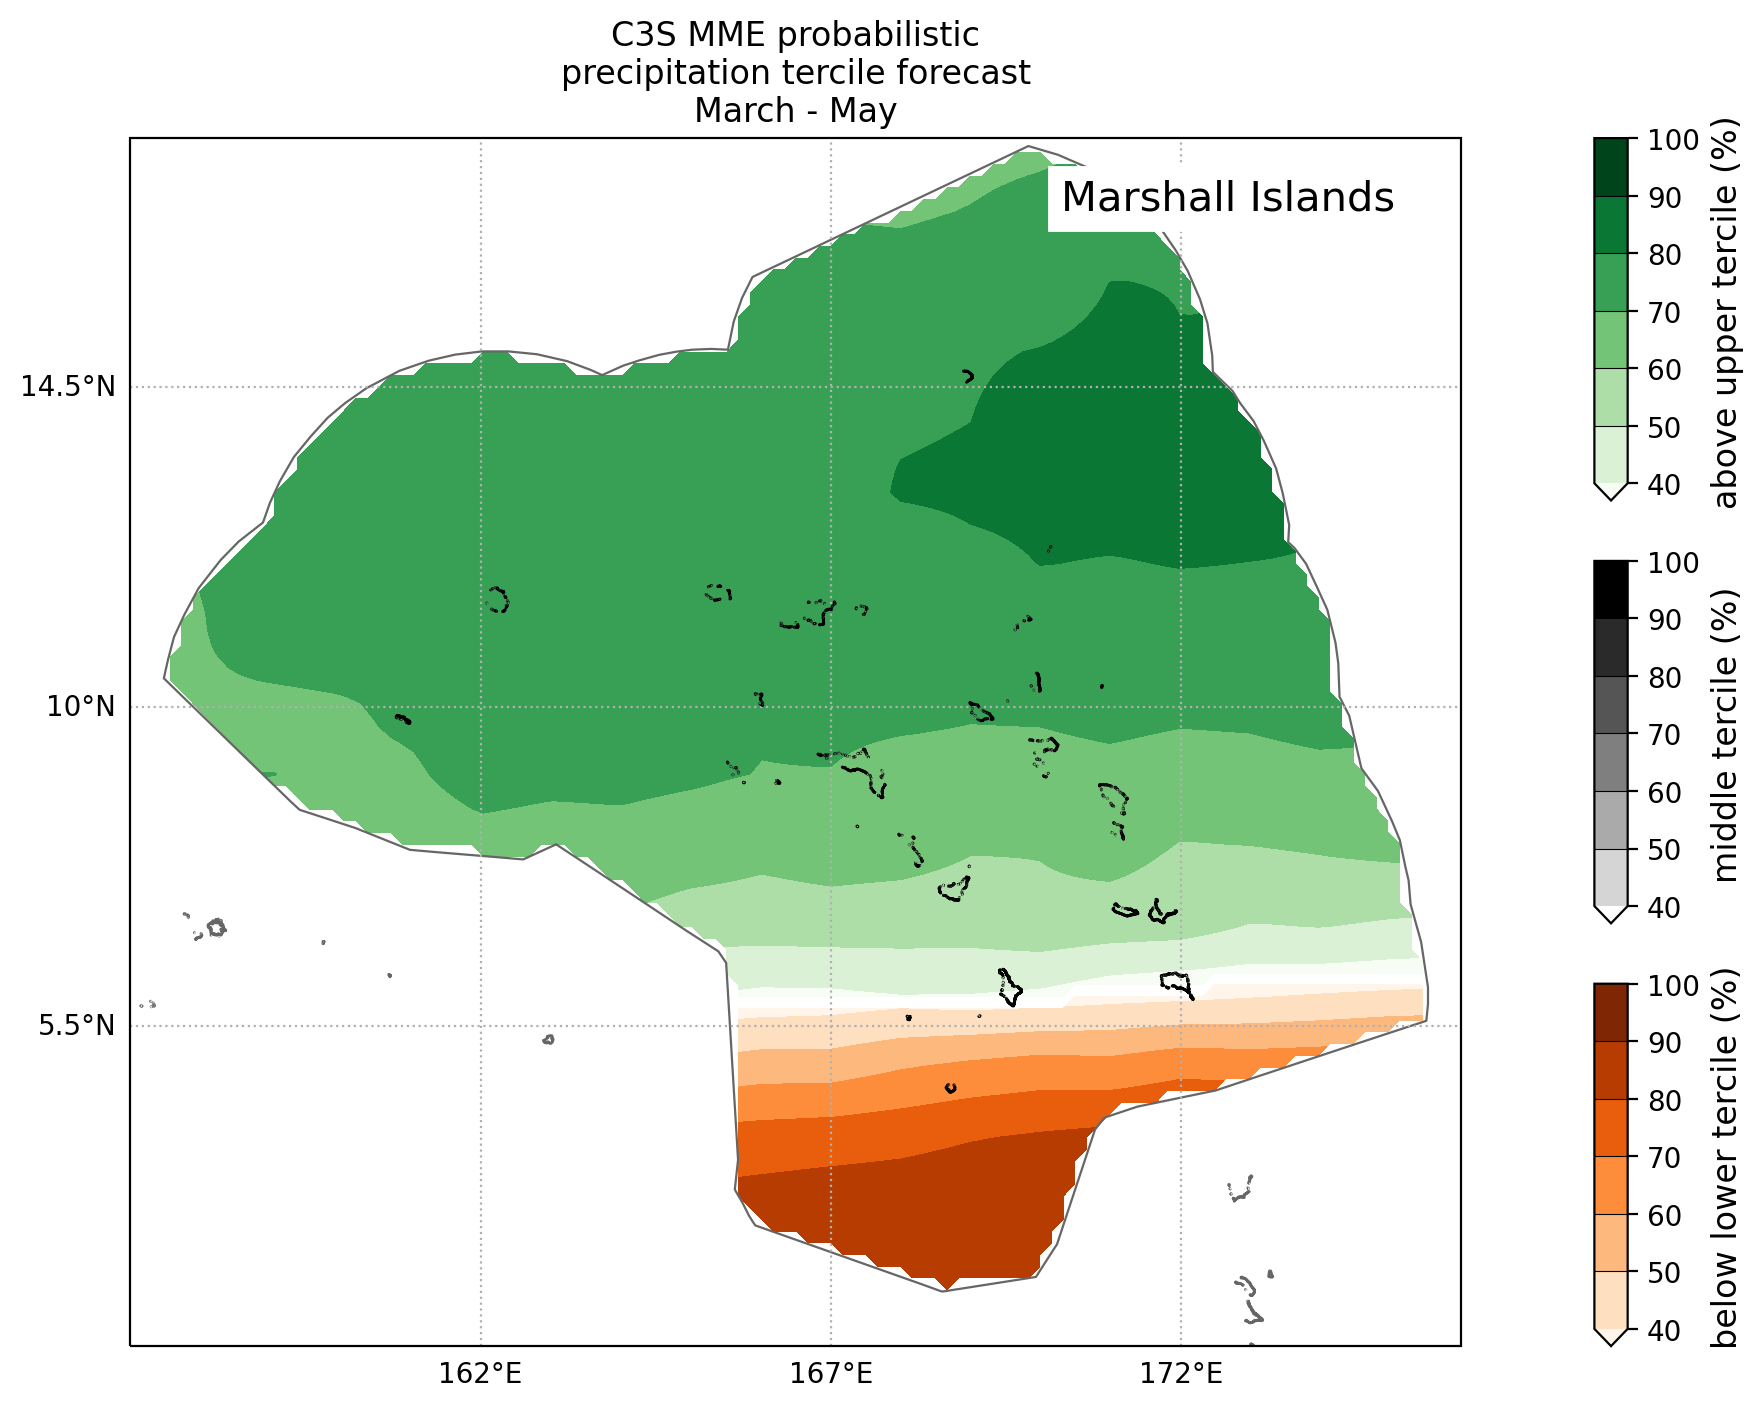 C3S MME probabilistic
precipitation tercile forecast
March - May
Marshall Islands
14.5°N
10°N
5.5°N
162°E
167°E
172°E
100
90
80
70
60
50
40
above upper tercile (%)
100
90
80
70
60
50
40
middle tercile (%)
100
90
80
70
60
50
40
below lower tercile (%)